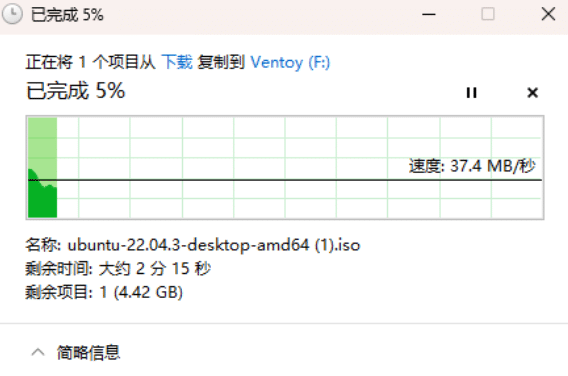 已完成 5%
正在将 1 个项目从 下载 复制到 Ventoy (F:)
已完成 5%
速度: 37.4 MB/秒
名称: ubuntu-22.04.3-desktop-amd64 (1).iso
剩余时间: 大约 2 分 15 秒
剩余项目: 1 (4.42 GB)
简略信息